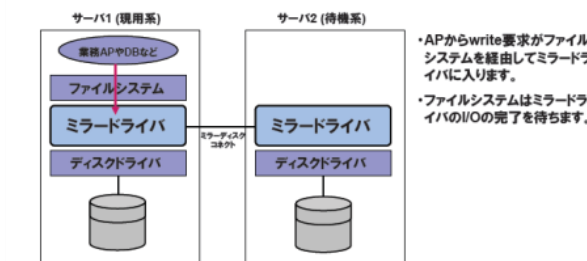 サーバ1 (現用系)
サーバ2 (待機系)
業務APやDBなど
ファイルシステム
ミラードライバ
ディスクドライバ
ミラーディスク
コネクト
ミラードライバ
ディスクドライバ
・APからwrite要求がファイル
システムを経由してミラードラ
イバに入ります。
・ファイルシステムはミラードラ
イバのI/Oの完了を待ちます。